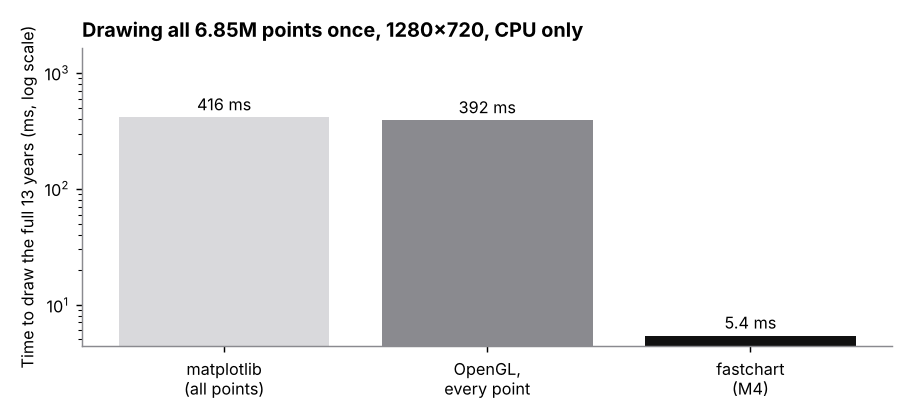 Drawing all 6.85M points once, 1280×720, CPU only
Time to draw the full 13 years (ms, log scale)
10³
10²
10¹
416 ms
392 ms
5.4 ms
matplotlib
(all points)
OpenGL,
every point
fastchart
(M4)